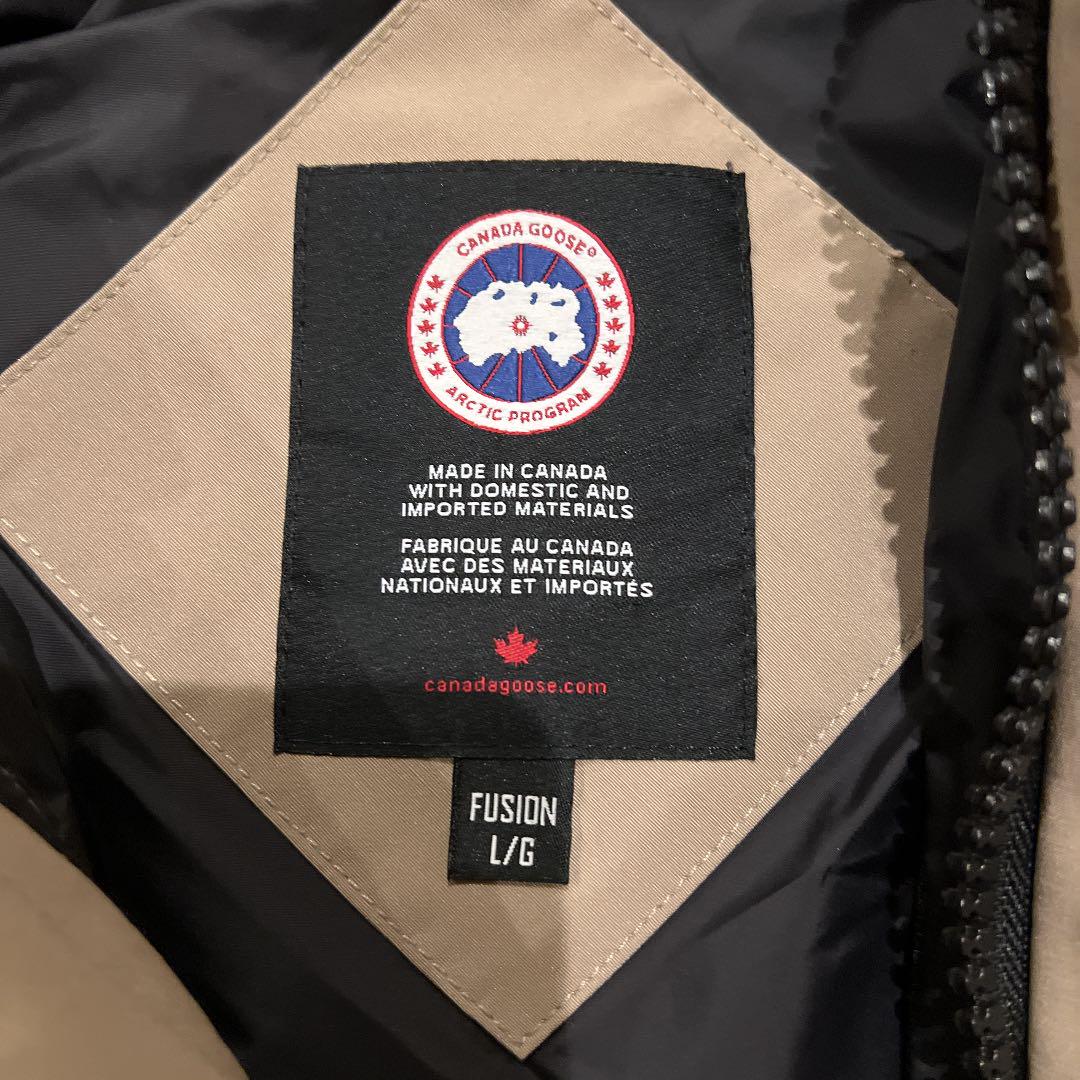 CANADA GOOSE®
ARCTIC PROGRAM
MADE IN CANADA
WITH DOMESTIC AND
IMPORTED MATERIALS
FABRIQUE AU CANADA
AVEC DES MATERIAUX
NATIONAUX ET IMPORTÉS
canadagoose.com
FUSION
L/G